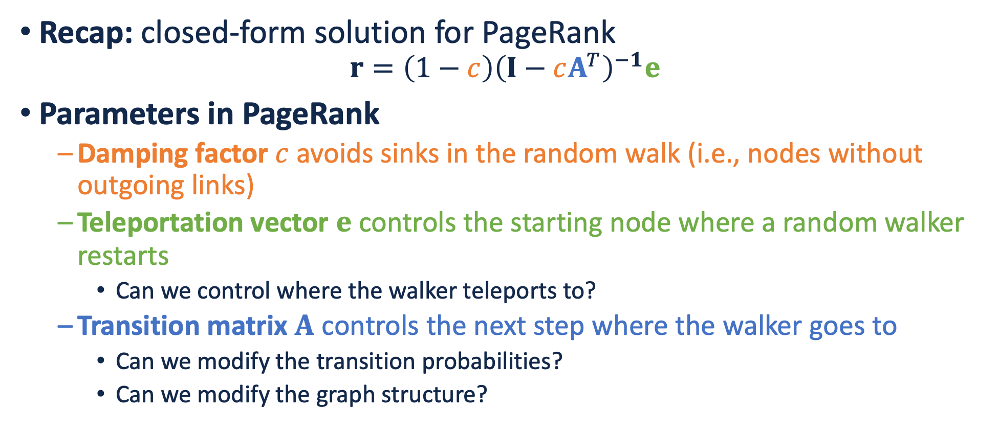 • Recap: closed-form solution for PageRank
r = (1 − c)(I − cAᵀ)⁻¹e
• Parameters in PageRank
– Damping factor c avoids sinks in the random walk (i.e., nodes without
outgoing links)
– Teleportation vector e controls the starting node where a random walker
restarts
• Can we control where the walker teleports to?
– Transition matrix A controls the next step where the walker goes to
• Can we modify the transition probabilities?
• Can we modify the graph structure?